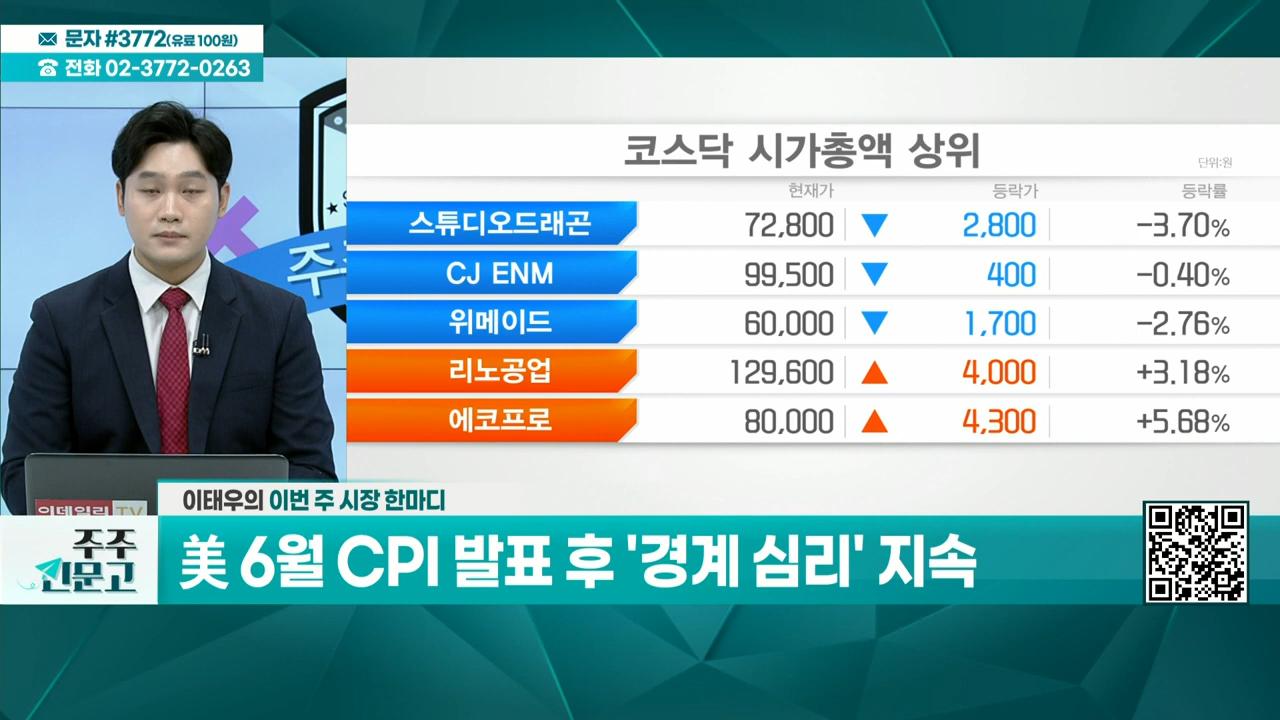 문자 #3772(유료 100원)
전화 02-3772-0263
코스닥 시가총액 상위
단위:원
현재가 등락가 등락률
스튜디오드래곤 72,800 ▼ 2,800 -3.70%
CJ ENM 99,500 ▼ 400 -0.40%
위메이드 60,000 ▼ 1,700 -2.76%
리노공업 129,600 ▲ 4,000 +3.18%
에코프로 80,000 ▲ 4,300 +5.68%
주
이데일리 TV
이태우의 이번 주 시장 한마디
주주
신문고
美 6월 CPI 발표 후 '경계 심리' 지속